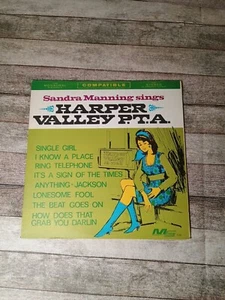 COMPATIBLE
Sandra Manning sings
HARPER
VALLEY P.T.A.
SINGLE GIRL
I KNOW A PLACE
RING TELEPHONE
IT'S A SIGN OF THE TIMES
ANYTHING · JACKSON
LONESOME FOOL
THE BEAT GOES ON
HOW DOES THAT
GRAB YOU DARLIN